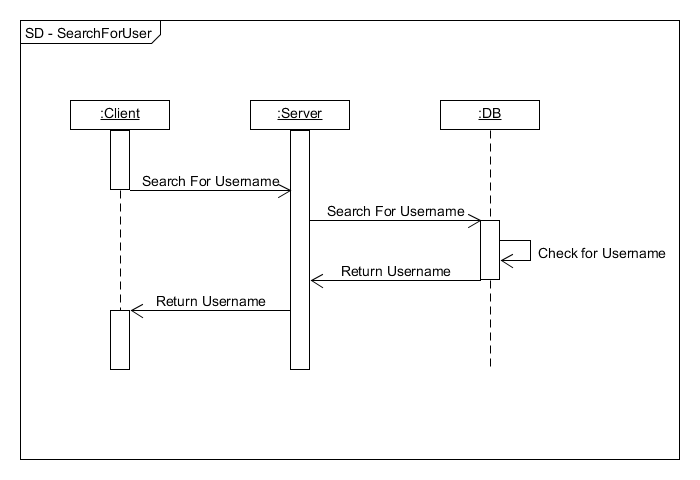 SD - SearchForUser
:Client
:Server
:DB
Search For Username
Search For Username
Check for Username
Return Username
Return Username